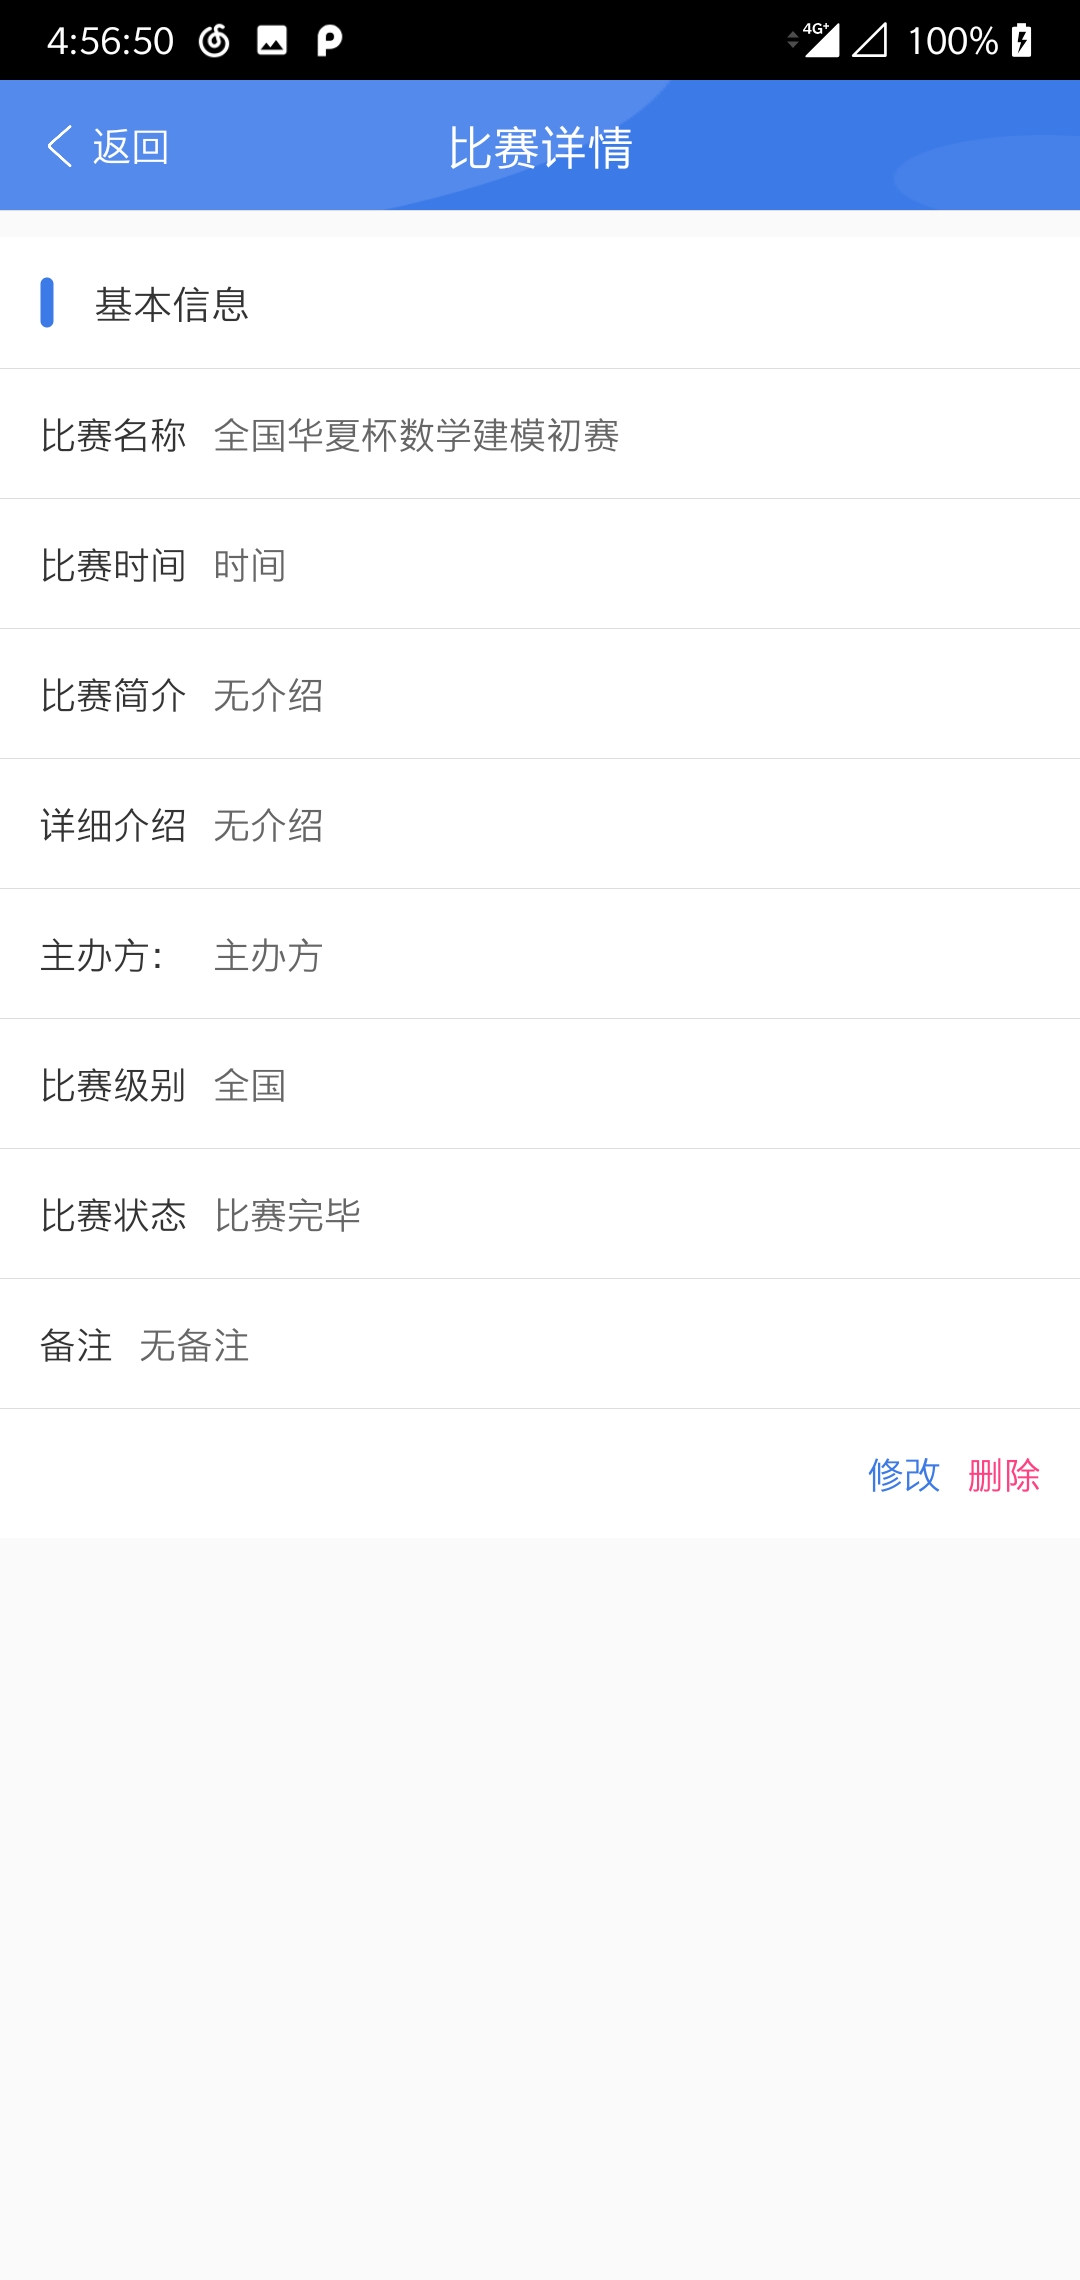 4:56:50 4G+ 100%
返回 比赛详情
基本信息
比赛名称 全国华夏杯数学建模初赛
比赛时间 时间
比赛简介 无介绍
详细介绍 无介绍
主办方： 主办方
比赛级别 全国
比赛状态 比赛完毕
备注 无备注
修改 删除